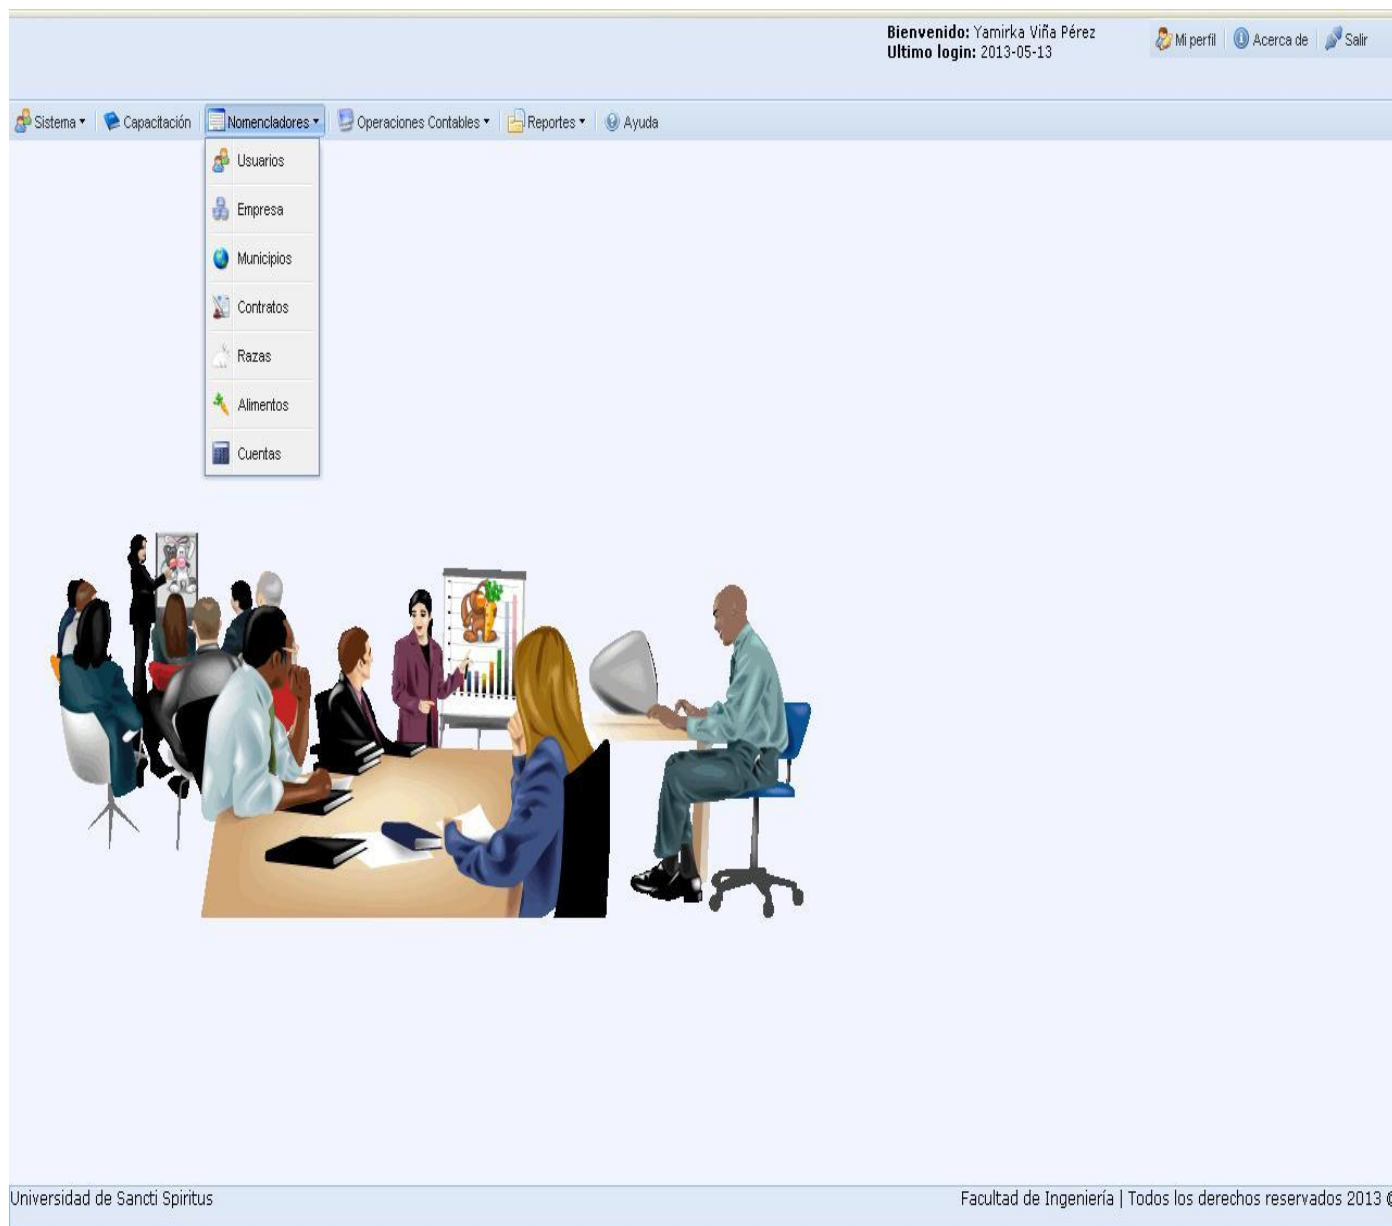 Bienvenido: Yamirka Viña Pérez
Ultimo login: 2013-05-13
Mi perfil Acerca de Salir
Sistema Capacitación Nomencladores Operaciones Contables Reportes Ayuda
Usuarios
Empresa
Municipios
Contratos
Razas
Alimentos
Cuentas
Universidad de Sancti Spiritus
Facultad de Ingeniería | Todos los derechos reservados 2013 ©